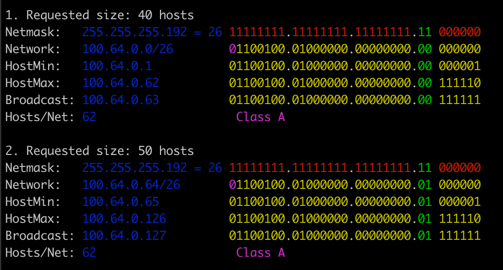 1. Requested size: 40 hosts
Netmask:   255.255.255.192 = 26 11111111.11111111.11111111.11 000000
Network:   100.64.0.0/26        01100100.01000000.00000000.00 000000
HostMin:   100.64.0.1           01100100.01000000.00000000.00 000001
HostMax:   100.64.0.62          01100100.01000000.00000000.00 111110
Broadcast: 100.64.0.63          01100100.01000000.00000000.00 111111
Hosts/Net: 62                    Class A
2. Requested size: 50 hosts
Netmask:   255.255.255.192 = 26 11111111.11111111.11111111.11 000000
Network:   100.64.0.64/26       01100100.01000000.00000000.01 000000
HostMin:   100.64.0.65          01100100.01000000.00000000.01 000001
HostMax:   100.64.0.126         01100100.01000000.00000000.01 111110
Broadcast: 100.64.0.127         01100100.01000000.00000000.01 111111
Hosts/Net: 62                    Class A